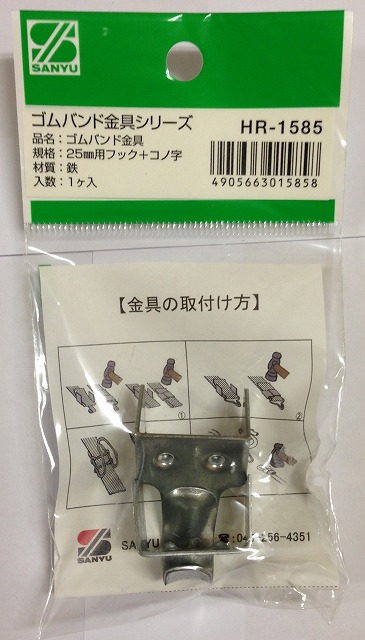 SANYU
ゴムバンド金具シリーズ
HR-1585
品名：ゴムバンド金具
規格：25㎜用フック＋コノ字
材質：鉄
入数：1ヶ入
4905663015858
【金具の取付け方】
①
②
SANYU
SANYU
256-4351